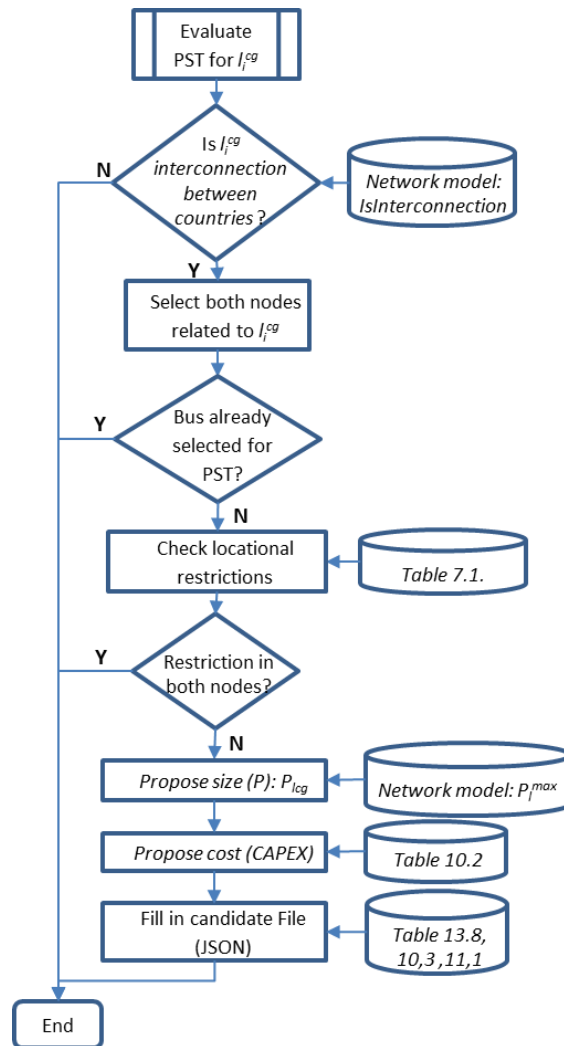 Evaluate
PST for l_i^cg
Is l_i^cg
interconnection
between
countries ?
N
Network model:
IsInterconnection
Y
Select both nodes
related to l_i^cg
Y
Bus already
selected for
PST?
N
Check locational
restrictions
Table 7.1.
Y
Restriction in
both nodes?
N
Propose size (P): P_lcg
Network model: P_l^max
Propose cost (CAPEX)
Table 10.2
Fill in candidate File
(JSON)
Table 13.8,
10,3 ,11,1
End